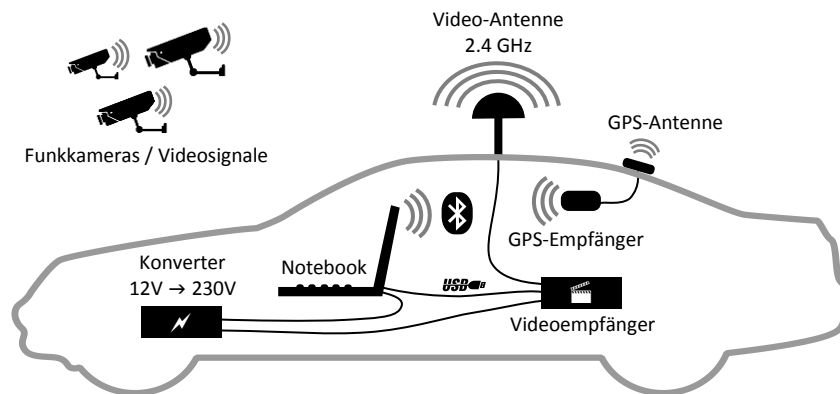 Video-Antenne
2.4 GHz
GPS-Antenne
Funkkameras / Videosignale
GPS-Empfänger
Konverter
12V → 230V
Notebook
USB
Videoempfänger